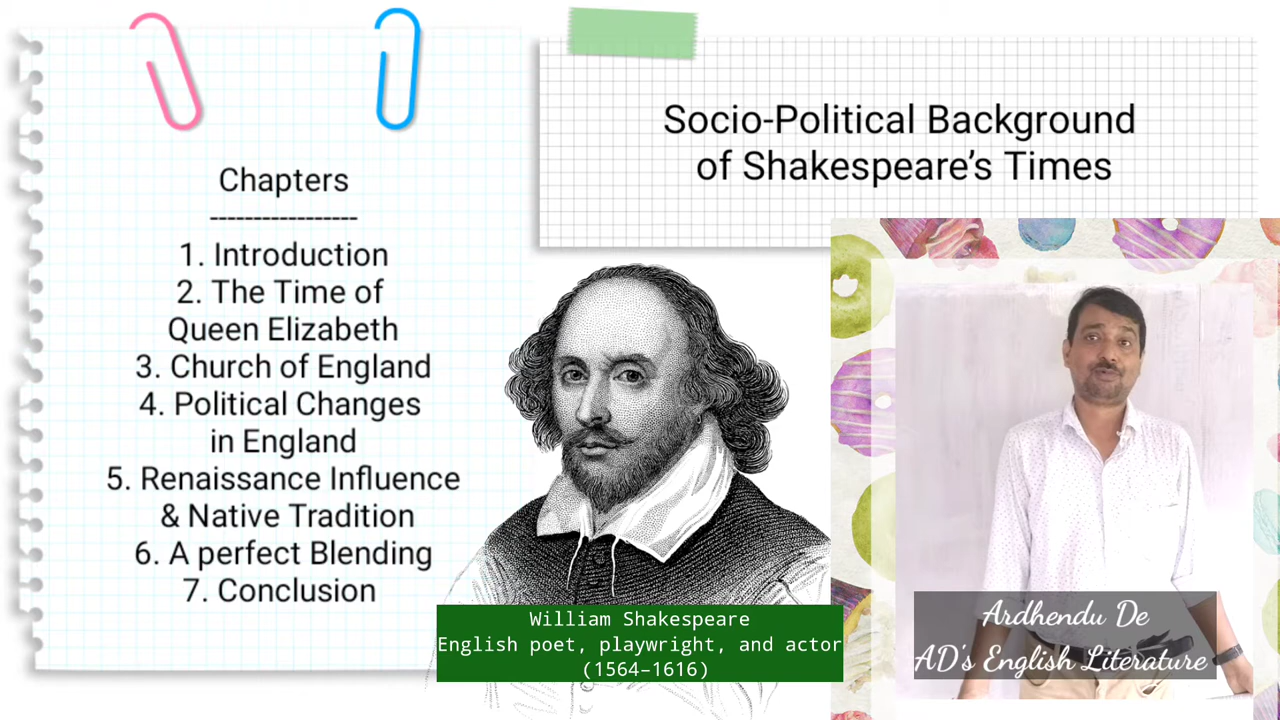 Chapters
-----------------
1. Introduction
2. The Time of
Queen Elizabeth
3. Church of England
4. Political Changes
in England
5. Renaissance Influence
& Native Tradition
6. A perfect Blending
7. Conclusion
Socio-Political Background
of Shakespeare’s Times
William Shakespeare
English poet, playwright, and actor
(1564–1616)
Ardhendu De
AD's English Literature